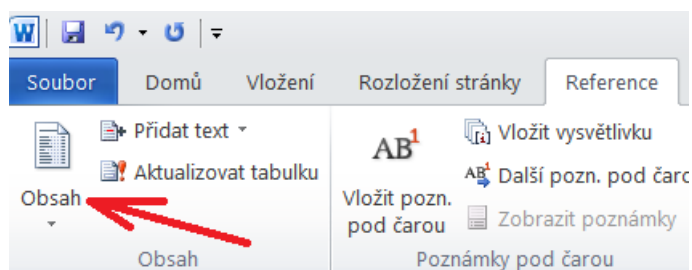 W
Soubor Domů Vložení Rozložení stránky Reference
Přidat text
Aktualizovat tabulku
Obsah
Obsah
AB1
Vložit pozn.
pod čarou
Vložit vysvětlivku
AB1 Další pozn. pod čaro
Zobrazit poznámky
Poznámky pod čarou